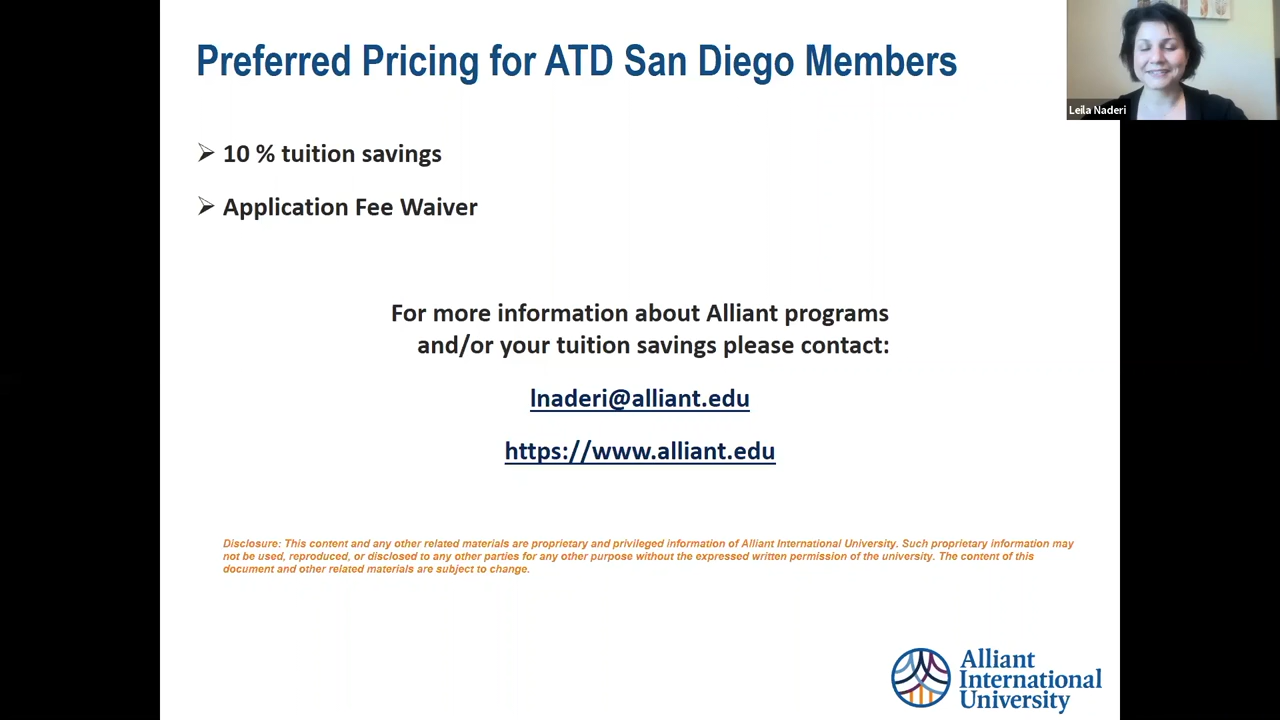 Preferred Pricing for ATD San Diego Members
Leila Naderi
➢ 10 % tuition savings
➢ Application Fee Waiver
For more information about Alliant programs
and/or your tuition savings please contact:
lnaderi@alliant.edu
https://www.alliant.edu
Disclosure: This content and any other related materials are proprietary and privileged information of Alliant International University. Such proprietary information may
not be used, reproduced, or disclosed to any other parties for any other purpose without the expressed written permission of the university. The content of this
document and other related materials are subject to change.
Alliant
International
University